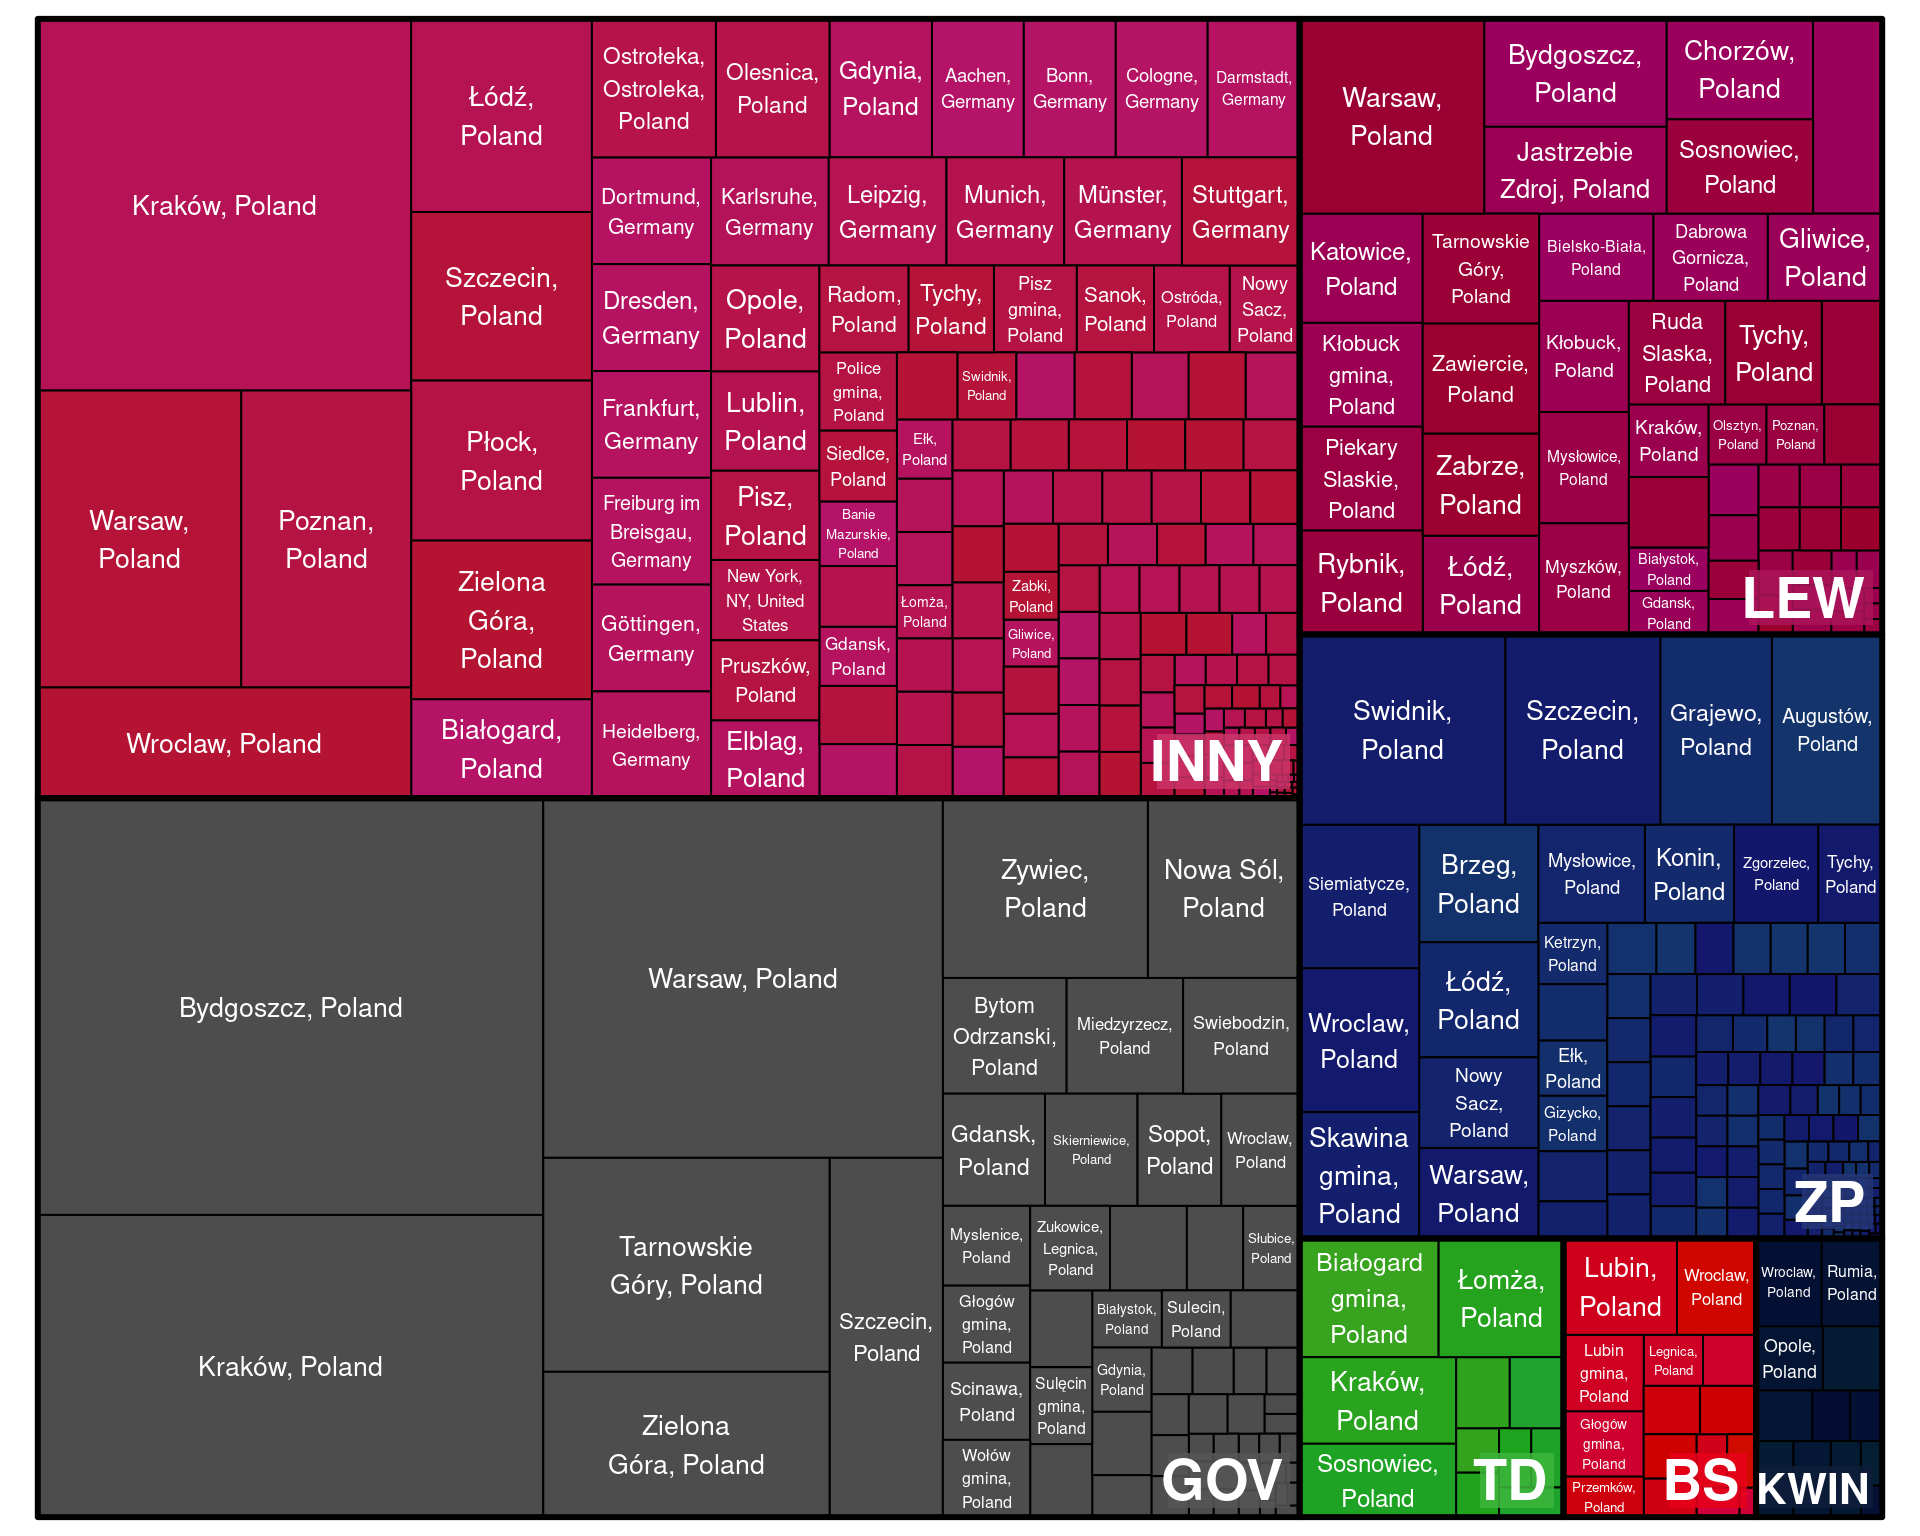 Kraków, Poland
Warsaw,
Poland
Poznan,
Poland
Wroclaw, Poland
Łódź,
Poland
Szczecin,
Poland
Płock,
Poland
Zielona
Góra,
Poland
Białogard,
Poland
Ostrołeka,
Ostroleka,
Poland
Olesnica,
Poland
Gdynia,
Poland
Aachen,
Germany
Bonn,
Germany
Cologne,
Germany
Darmstadt,
Germany
Dortmund,
Germany
Karlsruhe,
Germany
Leipzig,
Germany
Munich,
Germany
Münster,
Germany
Stuttgart,
Germany
Dresden,
Germany
Frankfurt,
Germany
Freiburg im
Breisgau,
Germany
Göttingen,
Germany
Heidelberg,
Germany
Opole,
Poland
Lublin,
Poland
Pisz,
Poland
New York,
NY, United
States
Pruszków,
Poland
Elblag,
Poland
Radom,
Poland
Tychy,
Poland
Pisz
gmina,
Poland
Sanok,
Poland
Ostróda,
Poland
Nowy
Sacz,
Poland
Police
gmina,
Poland
Siedlce,
Poland
Banie
Mazurskie,
Poland
Gdansk,
Poland
Swidnik,
Poland
Ełk,
Poland
Łomża,
Poland
Zabki,
Poland
Gliwice,
Poland
INNY
Warsaw,
Poland
Bydgoszcz,
Poland
Jastrzebie
Zdroj, Poland
Chorzów,
Poland
Sosnowiec,
Poland
Katowice,
Poland
Kłobuck
gmina,
Poland
Piekary
Slaskie,
Poland
Rybnik,
Poland
Tarnowskie
Góry,
Poland
Zawiercie,
Poland
Zabrze,
Poland
Łódź,
Poland
Bielsko-Biała,
Poland
Dabrowa
Gornicza,
Poland
Gliwice,
Poland
Kłobuck,
Poland
Mysłowice,
Poland
Myszków,
Poland
Ruda
Slaska,
Poland
Tychy,
Poland
Kraków,
Poland
Olsztyn,
Poland
Poznan,
Poland
Białystok,
Poland
Gdansk,
Poland
LEW
Bydgoszcz, Poland
Kraków, Poland
Warsaw, Poland
Tarnowskie
Góry, Poland
Zielona
Góra, Poland
Szczecin,
Poland
Zywiec,
Poland
Nowa Sól,
Poland
Bytom
Odrzanski,
Poland
Miedzyrzecz,
Poland
Swiebodzin,
Poland
Gdansk,
Poland
Skierniewice,
Poland
Sopot,
Poland
Wroclaw,
Poland
Myslenice,
Poland
Głogów
gmina,
Poland
Scinawa,
Poland
Wołów
gmina,
Poland
Zukowice,
Legnica,
Poland
Słubice,
Poland
Sulęcin
gmina,
Poland
Białystok,
Poland
Sulecin,
Poland
Gdynia,
Poland
GOV
Swidnik,
Poland
Szczecin,
Poland
Grajewo,
Poland
Augustów,
Poland
Siemiatycze,
Poland
Wroclaw,
Poland
Skawina
gmina,
Poland
Brzeg,
Poland
Łódź,
Poland
Nowy
Sacz,
Poland
Warsaw,
Poland
Mysłowice,
Poland
Konin,
Poland
Zgorzelec,
Poland
Tychy,
Poland
Ketrzyn,
Poland
Ełk,
Poland
Gizycko,
Poland
ZP
Białogard
gmina,
Poland
Łomża,
Poland
Kraków,
Poland
Sosnowiec,
Poland
TD
Lubin,
Poland
Wroclaw,
Poland
Lubin
gmina,
Poland
Legnica,
Poland
Głogów
gmina,
Poland
Przemków,
Poland
BS
Wroclaw,
Poland
Rumia,
Poland
Opole,
Poland
KWIN